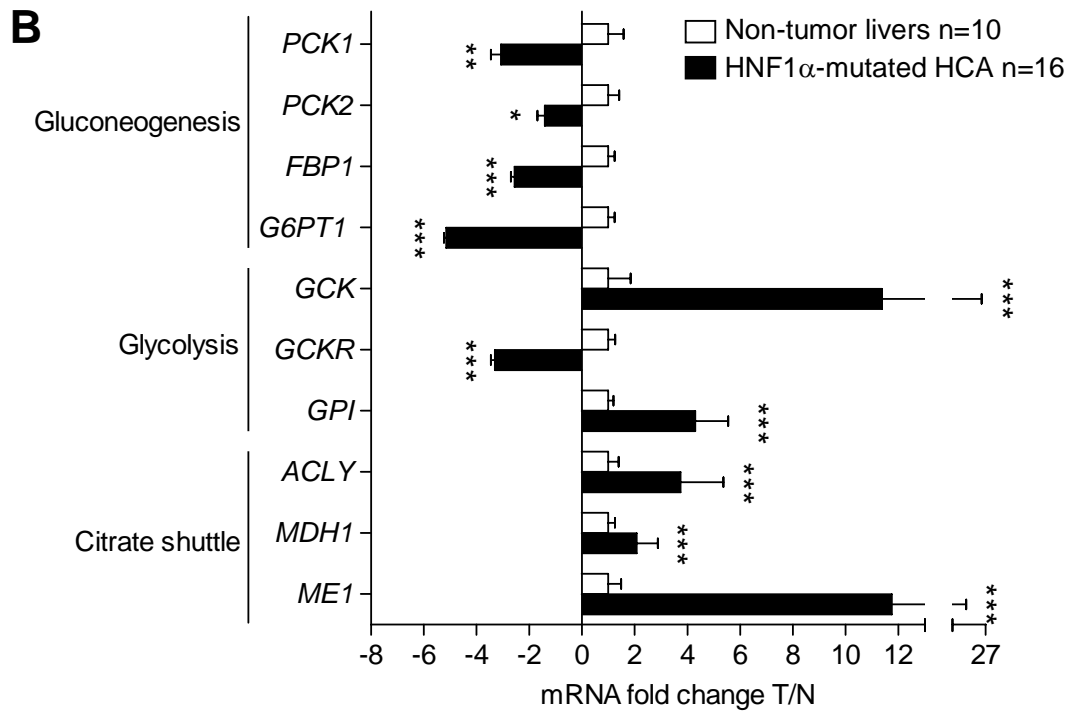 B
Non-tumor livers n=10
HNF1α-mutated HCA n=16
Gluconeogenesis
PCK1
**
PCK2
*
FBP1
***
G6PT1
***
Glycolysis
GCK
***
GCKR
***
GPI
***
Citrate shuttle
ACLY
***
MDH1
***
ME1
***
-8 -6 -4 -2 0 2 4 6 8 10 12 27
mRNA fold change T/N